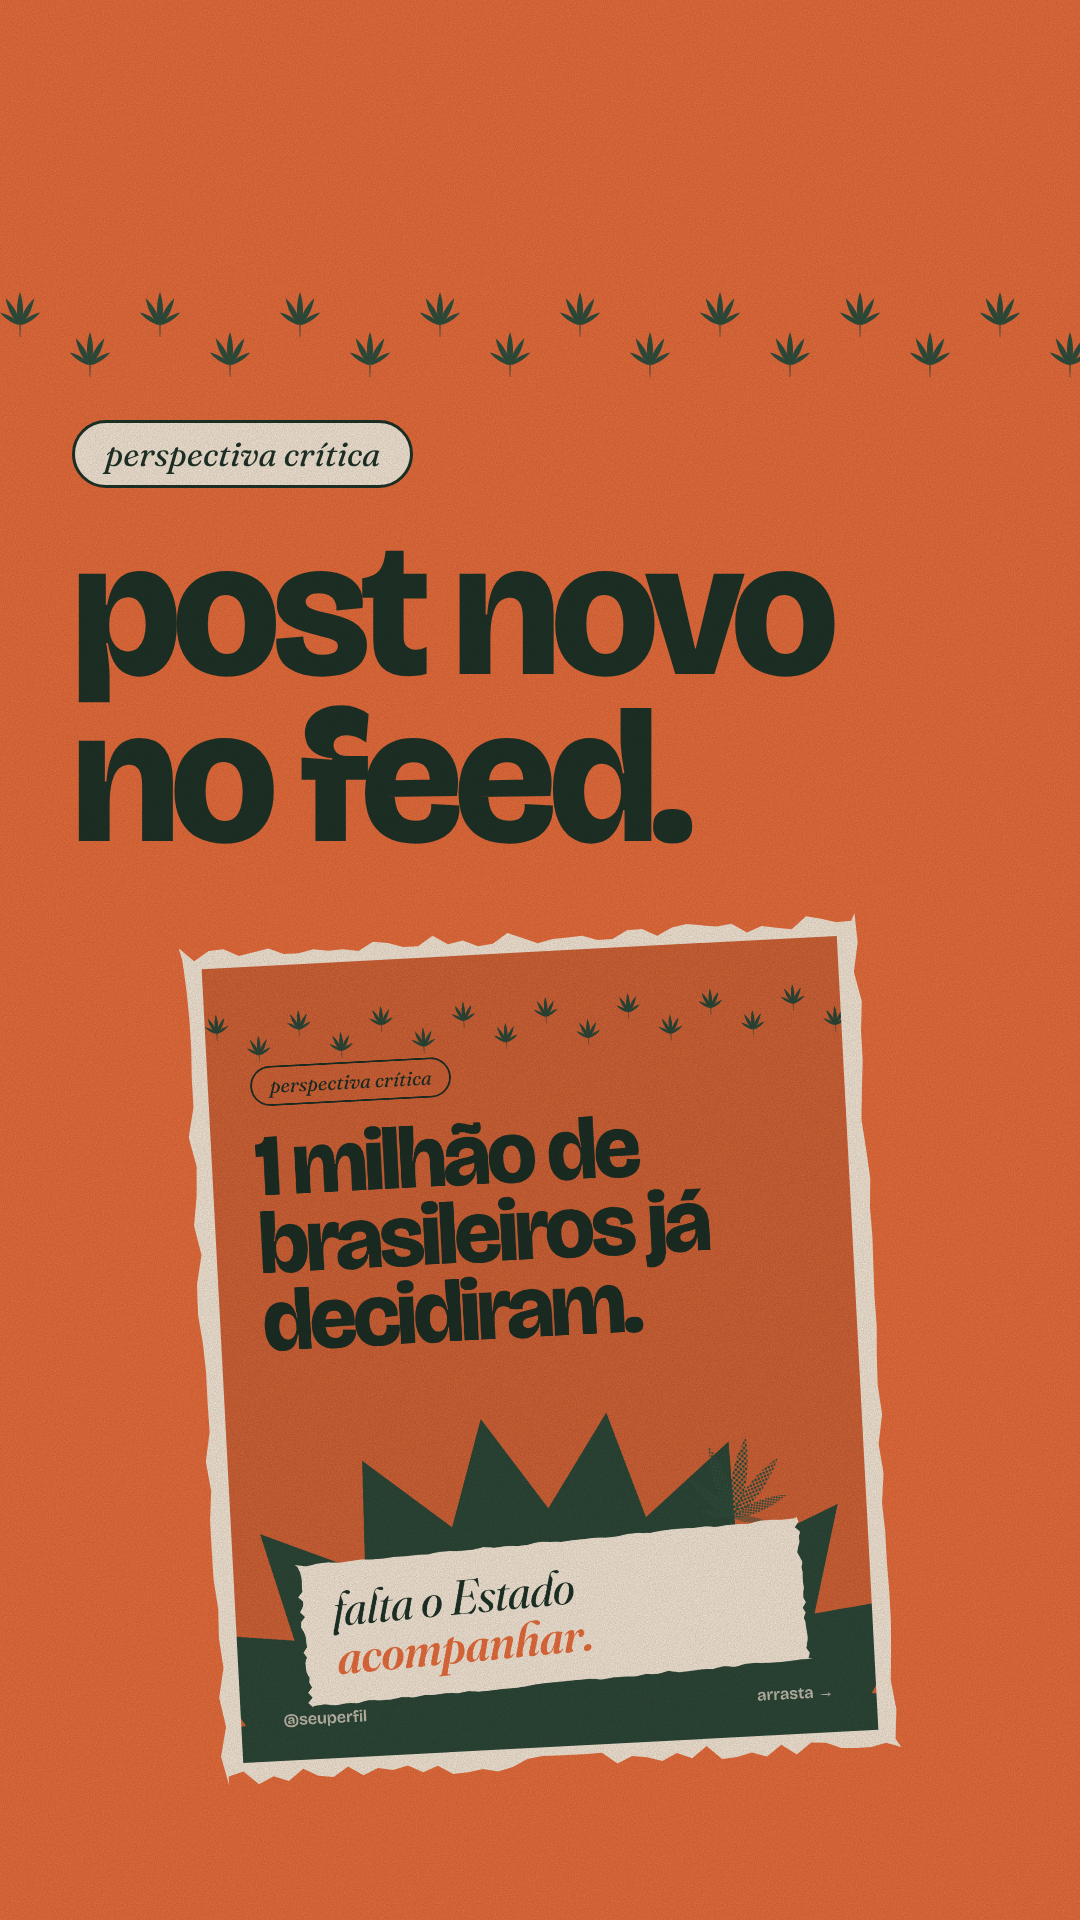 perspectiva crítica
post novo
no feed.
perspectiva crítica
1 milhão de
brasileiros já
decidiram.
falta o Estado
acompanhar.
@seuperfil
arrasta →